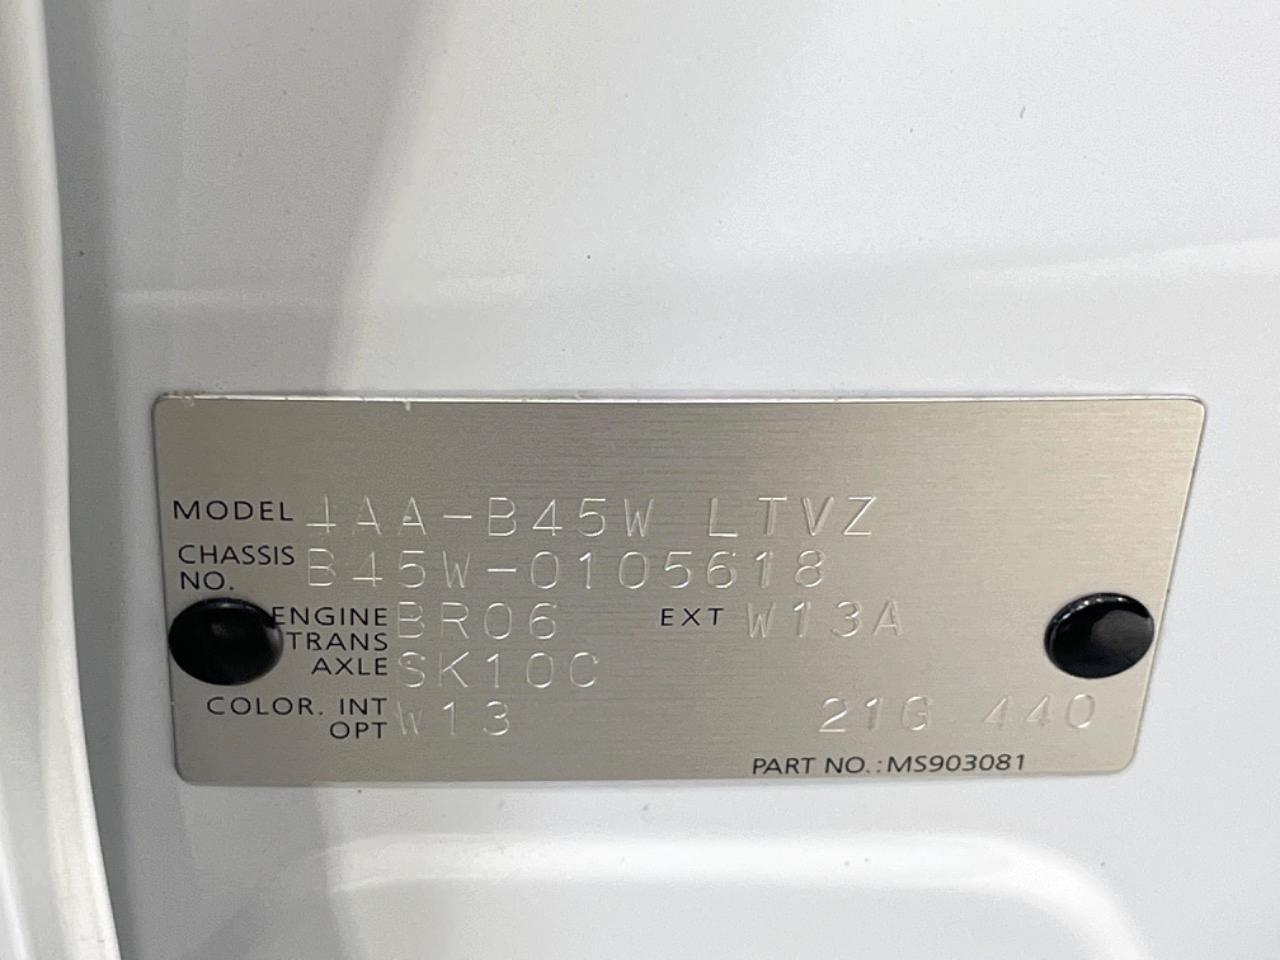 MODEL 4AA-B45W LTVZ
CHASSIS NO. B45W-0105618
ENGINE BR06 EXT W13A
TRANS AXLE SK10C
COLOR. INT OPT W13 21G 440
PART NO.:MS903081